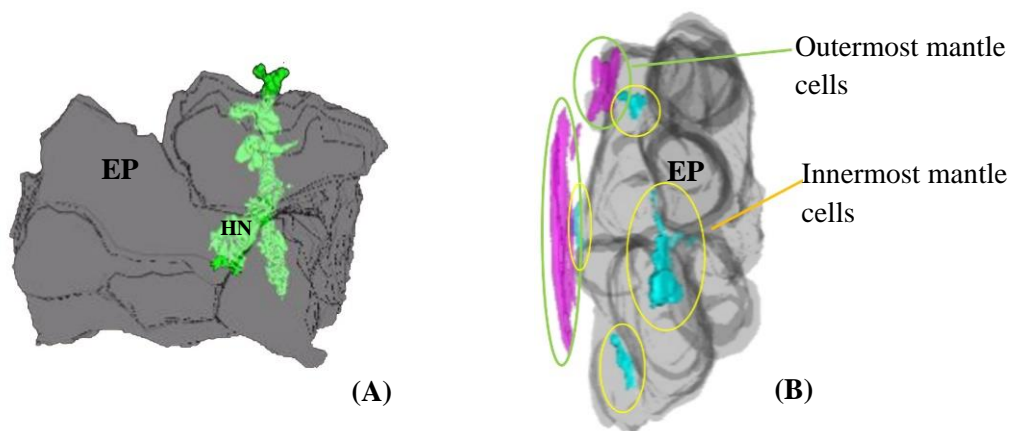 EP
HN
(A)
Outermost mantle
cells
EP
Innermost mantle
cells
(B)